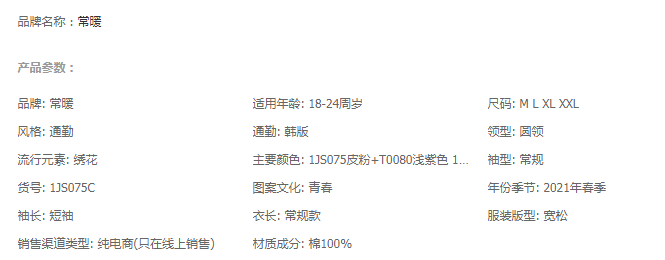 品牌名称：常暖
产品参数：
品牌: 常暖 适用年龄: 18-24周岁 尺码: M L XL XXL
风格: 通勤 通勤: 韩版 领型: 圆领
流行元素: 绣花 主要颜色: 1JS075皮粉+T0080浅紫色 1... 袖型: 常规
货号: 1JS075C 图案文化: 青春 年份季节: 2021年春季
袖长: 短袖 衣长: 常规款 服装版型: 宽松
销售渠道类型: 纯电商(只在线上销售) 材质成分: 棉100%